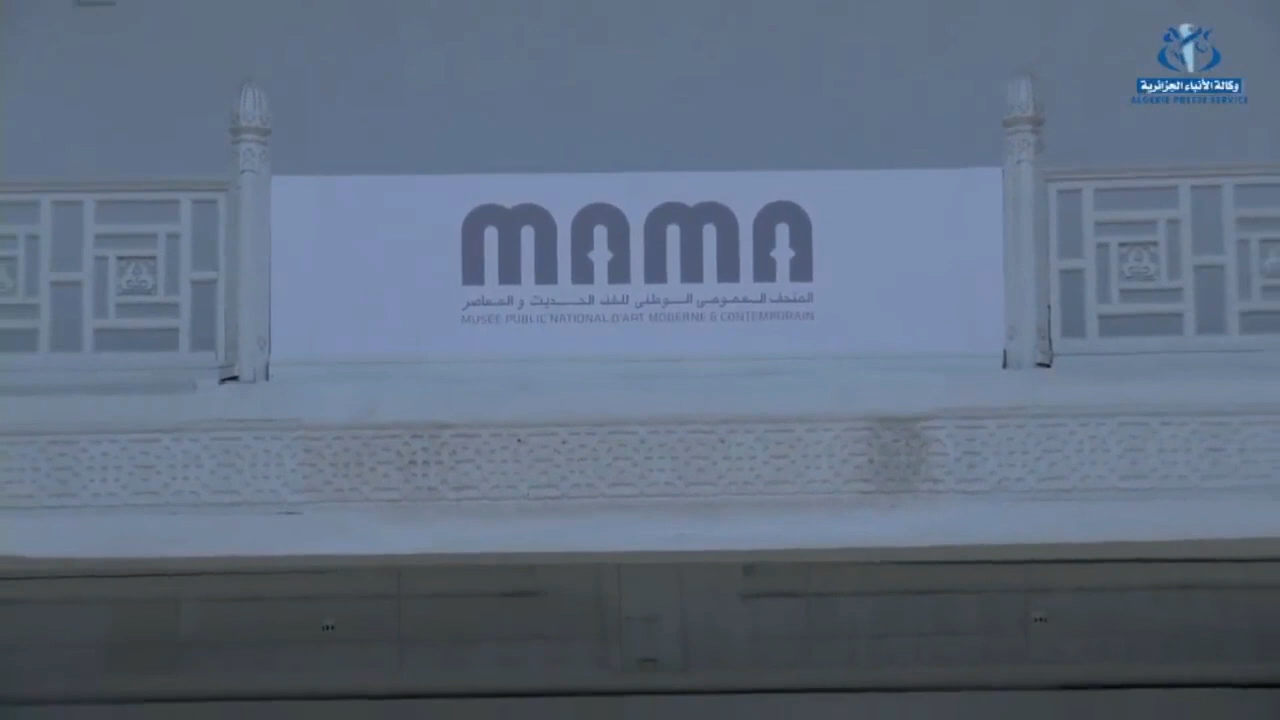 وكالة الأنباء الجزائرية
ALGERIE PRESSE SERVICE
MAMA
المتحف العمومي الوطني للفن الحديث و المعاصر
MUSÉE PUBLIC NATIONAL D'ART MODERNE & CONTEMPORAIN